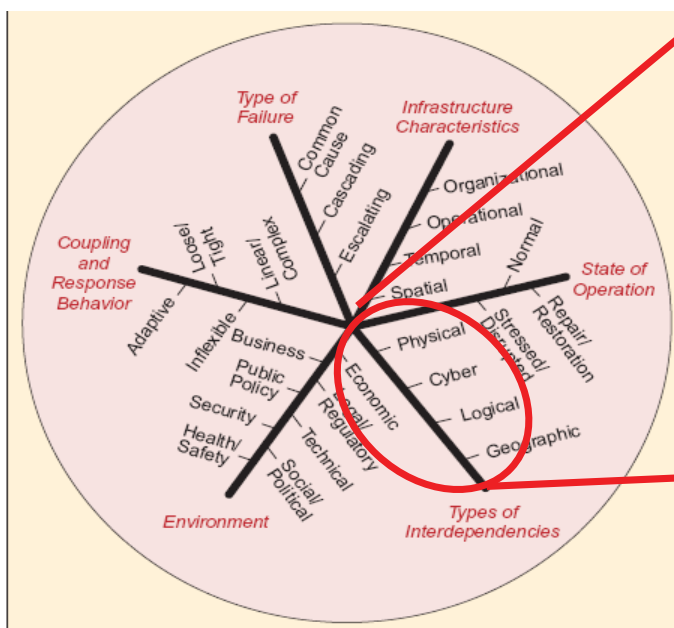 Type of
Failure
Common
Cause
Cascading
Escalating
Infrastructure
Characteristics
Organizational
Operational
Temporal
Spatial
State of
Operation
Normal
Repair/
Restoration
Stressed/
Disrupted
Types of
Interdependencies
Physical
Cyber
Logical
Geographic
Environment
Economic
Legal/
Regulatory
Technical
Social/
Political
Business
Public
Policy
Security
Health/
Safety
Coupling
and
Response
Behavior
Loose/
Tight
Linear/
Complex
Adaptive
Inflexible